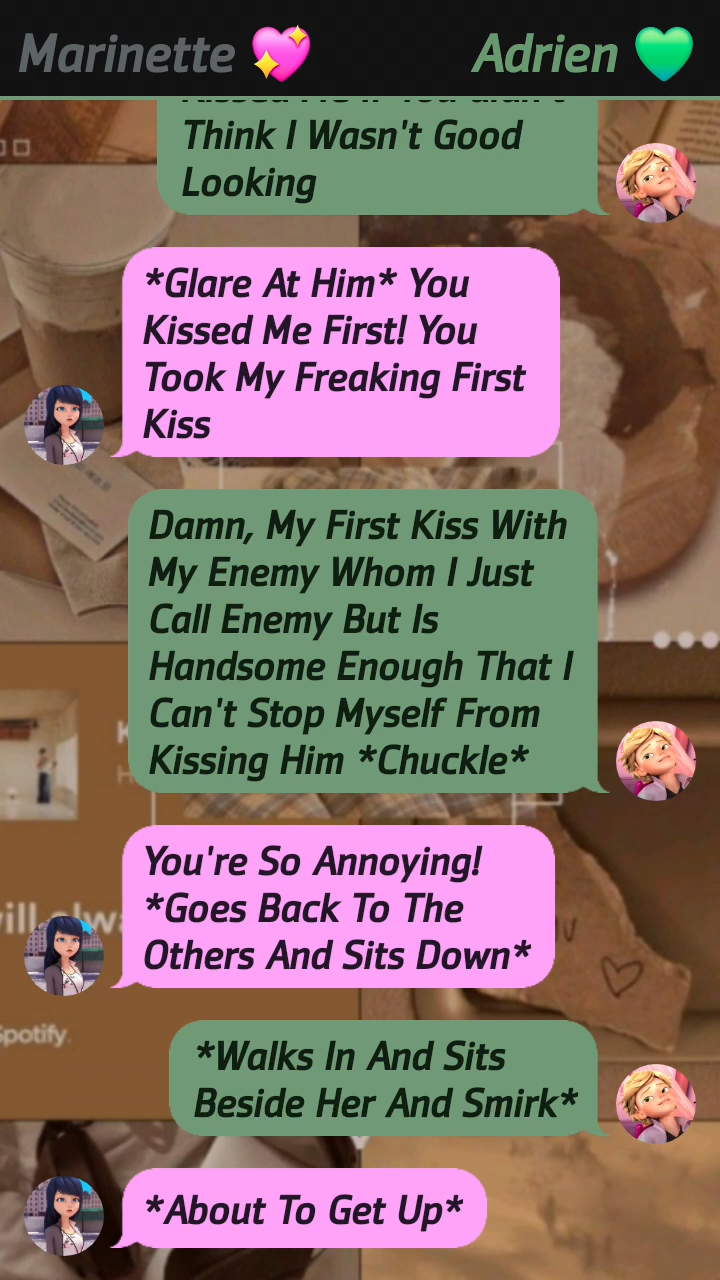 Marinette 💖
Adrien 💚
Think I Wasn't Good
Looking
*Glare At Him* You
Kissed Me First! You
Took My Freaking First
Kiss
Damn, My First Kiss With
My Enemy Whom I Just
Call Enemy But Is
Handsome Enough That I
Can't Stop Myself From
Kissing Him *Chuckle*
You're So Annoying!
*Goes Back To The
Others And Sits Down*
*Walks In And Sits
Beside Her And Smirk*
Spotify.
*About To Get Up*